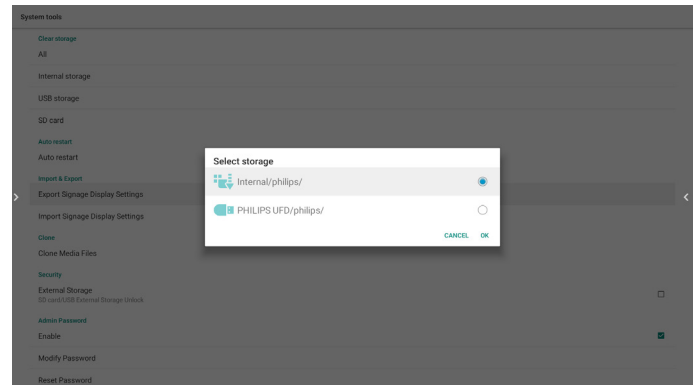 System tools
Clear storage
All
Internal storage
USB storage
SD card
Auto restart
Auto restart
Import & Export
Export Signage Display Settings
Import Signage Display Settings
Clone
Clone Media Files
Security
External Storage
SD card/USB External Storage Unlock
Admin Password
Enable
Modify Password
Reset Password
Select storage
Internal/philips/
PHILIPS UFD/philips/
CANCEL OK